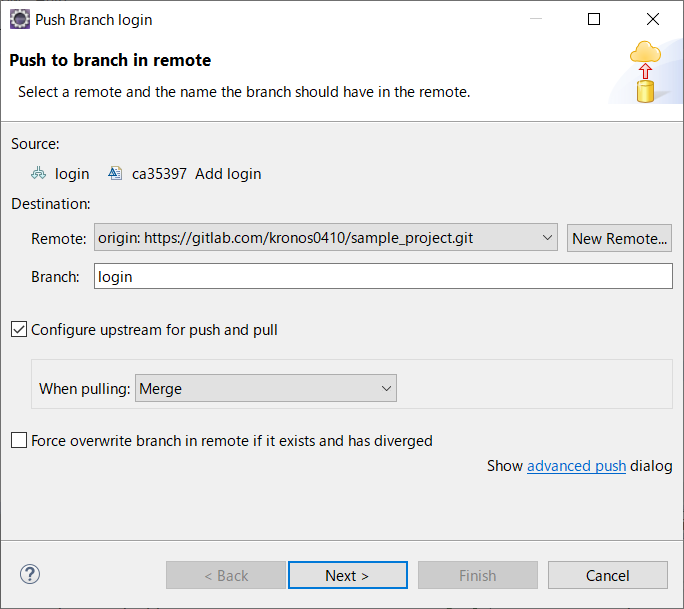 Push Branch login
Push to branch in remote
Select a remote and the name the branch should have in the remote.
Source:
login ca35397 Add login
Destination:
Remote: origin: https://gitlab.com/kronos0410/sample_project.git New Remote...
Branch: login
Configure upstream for push and pull
When pulling: Merge
Force overwrite branch in remote if it exists and has diverged
Show advanced push dialog
? < Back Next > Finish Cancel